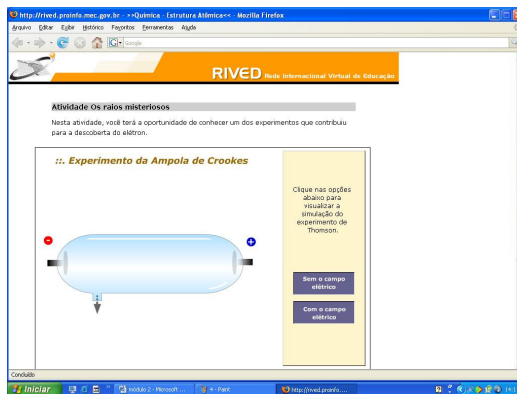 http://rived.proinfo.mec.gov.br - >>Química - Estrutura Atômica<< - Mozilla Firefox
Arquivo Editar Exibir Histórico Favoritos Ferramentas Ajuda
G Google
RIVED Rede Internacional Virtual de Educação
Atividade Os raios misteriosos
Nesta atividade, você terá a oportunidade de conhecer um dos experimentos que contribuiu
para a descoberta do elétron.
::. Experimento da Ampola de Crookes
Clique nas opções
abaixo para
visualizar a
simulação do
experimento de
Thomson.
Sem o campo
elétrico
Com o campo
elétrico
Concluído
Iniciar
módulo 2 - Microsoft ...
4 - Paint
http://rived.proinfo....